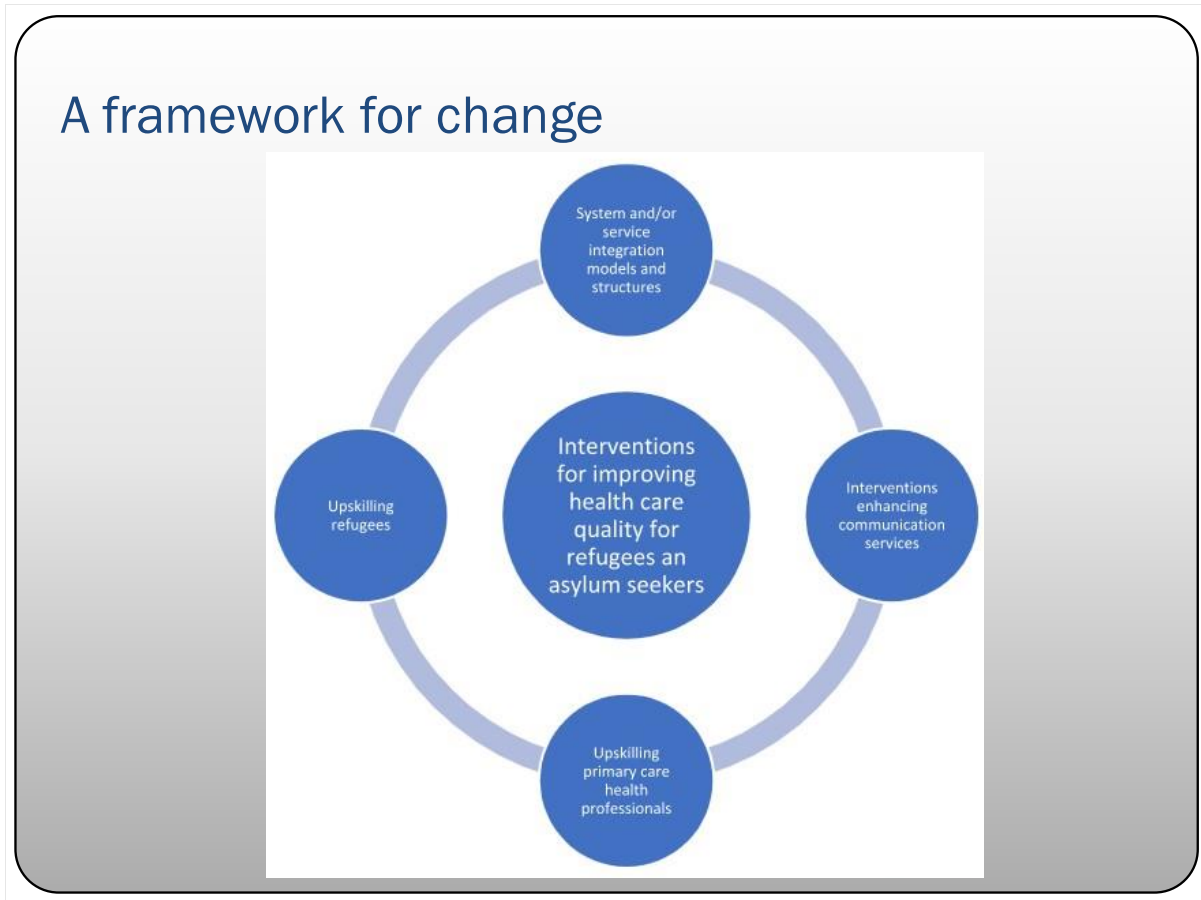 A framework for change
System and/or
service
integration
models and
structures
Interventions
for improving
health care
quality for
refugees an
asylum seekers
Upskilling
refugees
Interventions
enhancing
communication
services
Upskilling
primary care
health
professionals